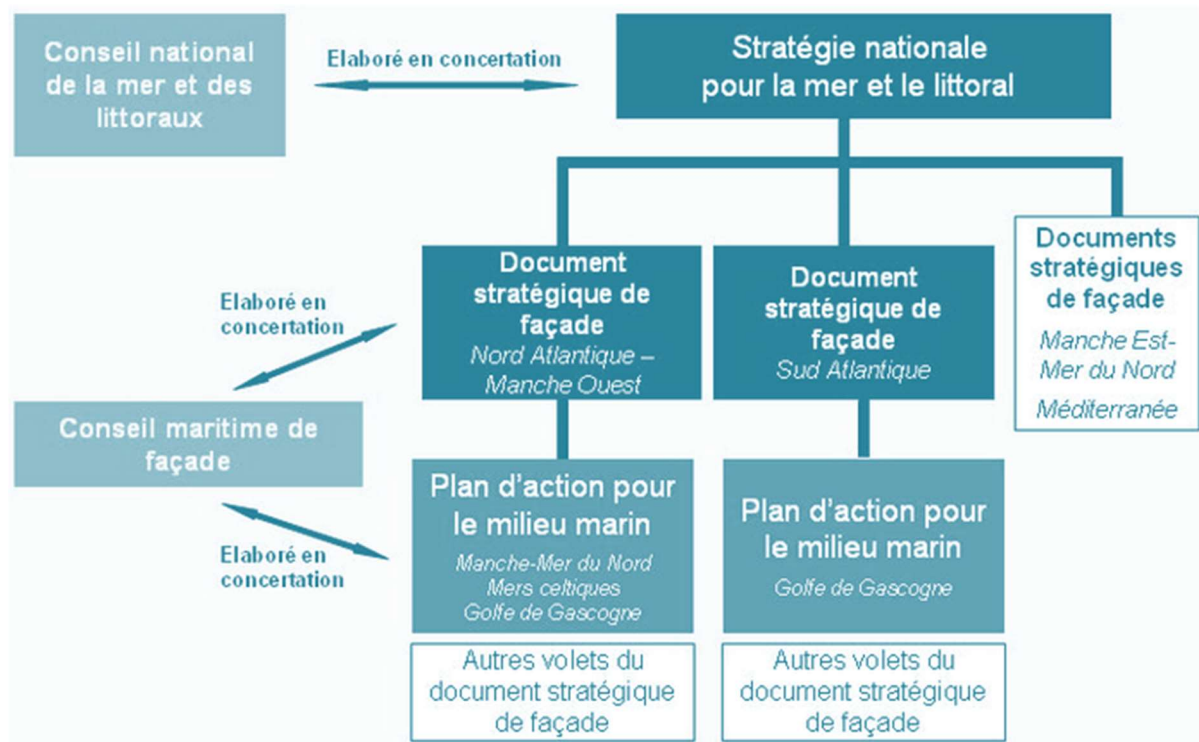 Conseil national
de la mer et des
littoraux
Elaboré en concertation
Stratégie nationale
pour la mer et le littoral
Elaboré en
concertation
Document
stratégique de
façade
Nord Atlantique –
Manche Ouest
Document
stratégique de
façade
Sud Atlantique
Documents
stratégiques
de façade
Manche Est-
Mer du Nord
Méditerranée
Conseil maritime de
façade
Elaboré en
concertation
Plan d'action pour
le milieu marin
Manche-Mer du Nord
Mers celtiques
Golfe de Gascogne
Plan d'action pour
le milieu marin
Golfe de Gascogne
Autres volets du
document stratégique
de façade
Autres volets du
document stratégique
de façade